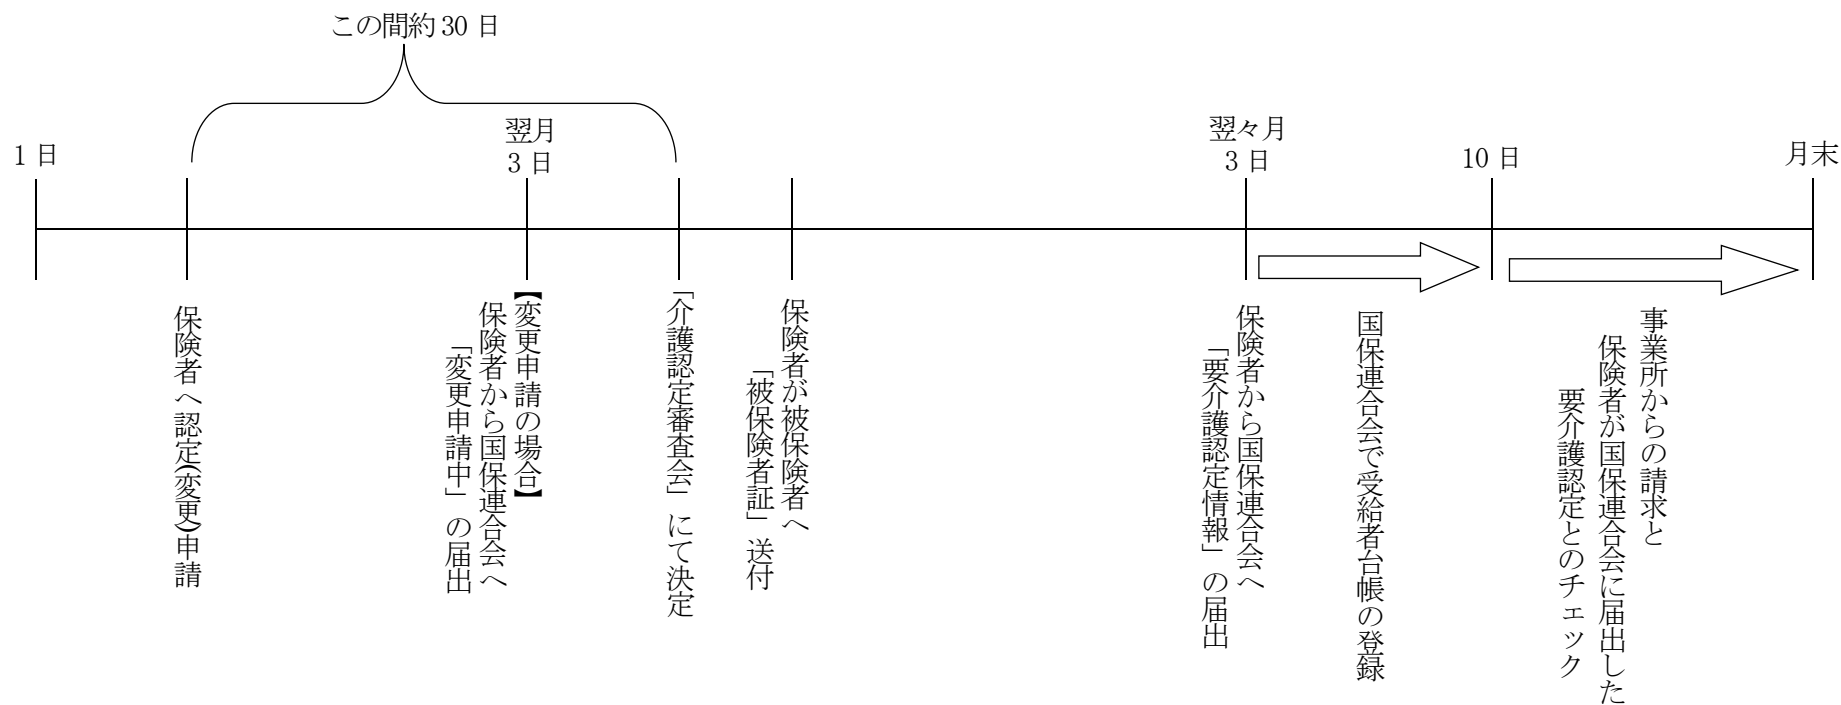 この間約30日
1日
翌月
3日
翌々月
3日
10日
月末
保険者へ認定(変更)申請
【変更申請の場合】
保険者から国保連合会へ
「変更申請中」の届出
「介護認定審査会」にて決定
保険者が被保険者へ
「被保険者証」送付
保険者から国保連合会へ
「要介護認定情報」の届出
国保連合会で受給者台帳の登録
事業所からの請求と
保険者が国保連合会に届出した
要介護認定とのチェック